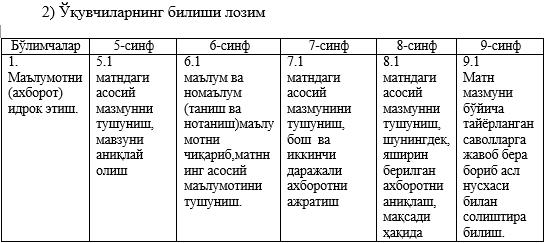 2) Ўқувчиларнинг билиши лозим
Бўлимчалар
5-синф
6-синф
7-синф
8-синф
9-синф
1.
Маълумотни
(ахборот)
идрок этиш.
5.1
матндаги
асосий
мазмунни
тушуниш,
мавзуни
аниқлай
олиш
6.1
маълум ва
номаълум
(таниш ва
нотаниш)маълу
мотни
чиқариб,матнн
инг асосий
маълумотини
тушуниш.
7.1
матндаги
асосий
мазмунини
тушуниш,
бош ва
иккинчи
даражали
ахборотни
ажратиш
8.1
матндаги
асосий
мазмунни
тушуниш,
шунингдек,
яширин
берилган
ахборотни
аниқлаш,
мақсади
ҳақида
9.1
Матн
мазмуни
бўйича
тайёрланган
саволларга
жавоб бера
бориб асл
нусхаси
билан
солиштира
билиш.